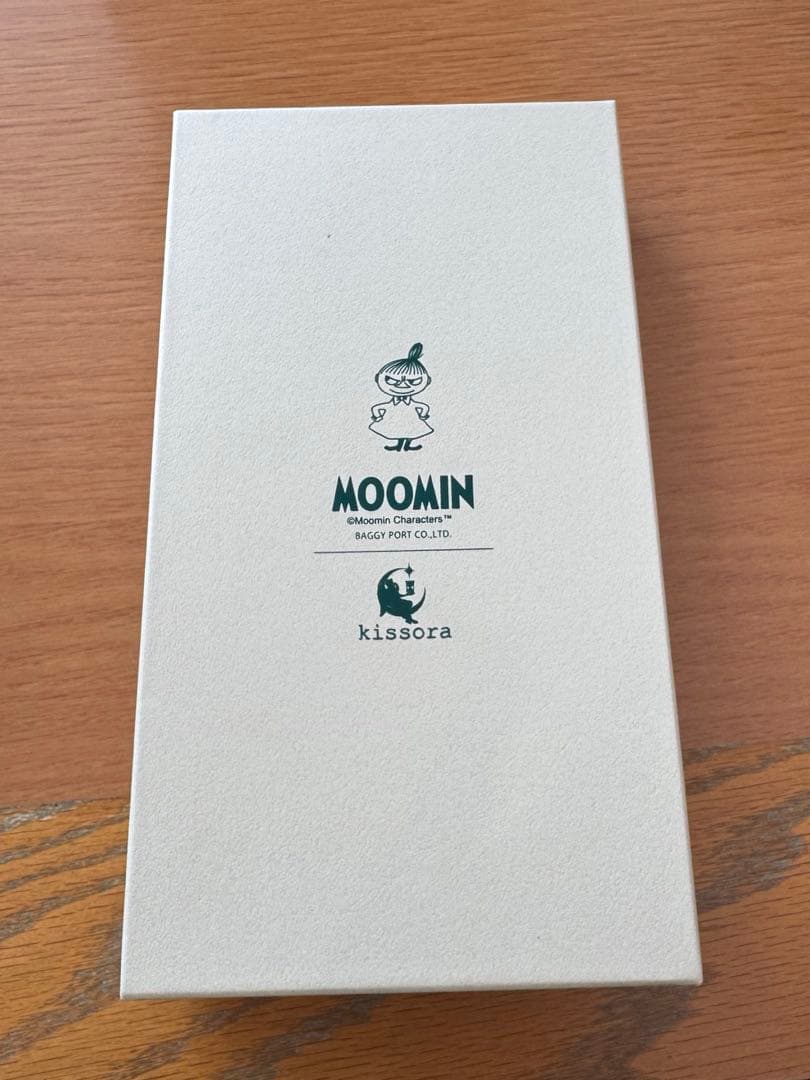 MOOMIN
©Moomin Characters™
BAGGY PORT CO.,LTD.
kissora